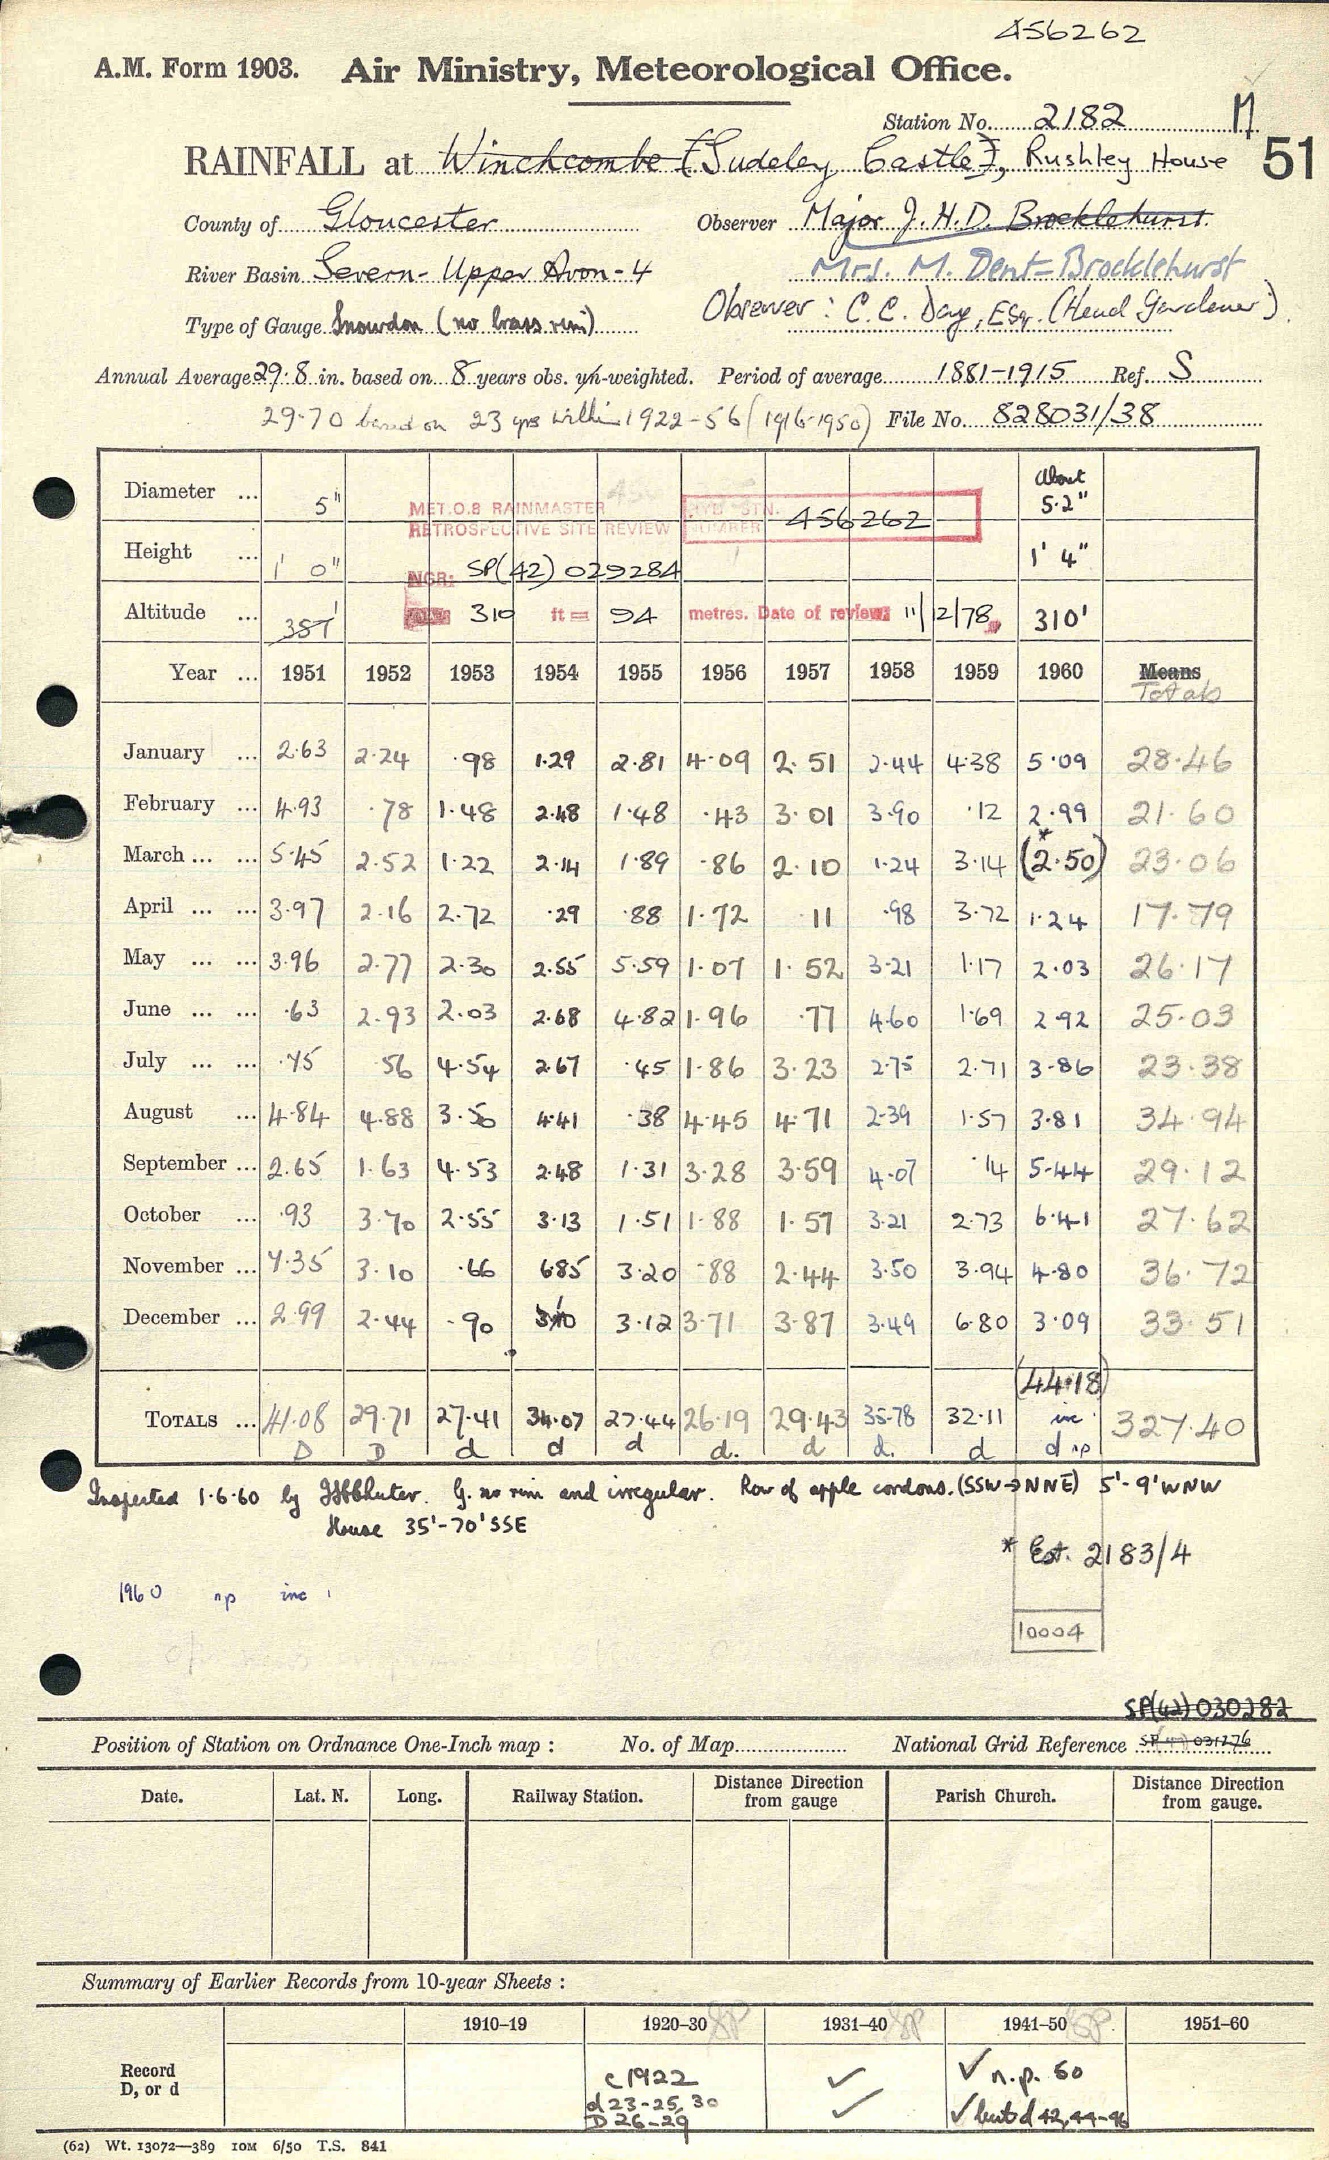 456262
A.M. Form 1903. Air Ministry, Meteorological Office.
Station No. 2182 M
RAINFALL at Winchcombe [Sudeley Castle], Rushley House 51
County of Gloucester Observer Major J. H. D. Brocklehurst
River Basin Severn - Upper Avon - 4 Mrs. M. Dent-Brocklehurst
Type of Gauge Snowdon (no brass rim) Observer: C. C. Day, Esq. (Head Gardener)
Annual Average 29.8 in. based on 8 years obs. un-weighted. Period of average 1881-1915 Ref. S
29.70 based on 23 yrs within 1922-56 (1916-1950) File No. 828031/38
Diameter ... 5" About 5.2"
MET.O.8 RAINMASTER
RETROSPECTIVE SITE REVIEW HYD STN. NUMBER 456262
Height ... 1' 0" 1' 4"
NGR: SP(42) 029284
Altitude ... 387' 310 ft = 94 metres. Date of review: 11/12/78 310'
Year ... 1951 1952 1953 1954 1955 1956 1957 1958 1959 1960 Means Totals
January ... 2.63 2.24 .98 1.29 2.81 4.09 2.51 2.44 4.38 5.09 28.46
February ... 4.93 .78 1.48 2.48 1.48 .43 3.01 3.90 .12 2.99 21.60
March ... ... 5.45 2.52 1.22 2.14 1.89 .86 2.10 1.24 3.14 (2.50)* 23.06
April ... ... 3.97 2.16 2.72 .29 .88 1.72 .11 .98 3.72 1.24 17.79
May ... ... 3.96 2.77 2.30 2.55 5.59 1.07 1.52 3.21 1.17 2.03 26.17
June ... ... .63 2.93 2.03 2.68 4.82 1.96 .77 4.60 1.69 2.92 25.03
July ... ... .75 .56 4.54 2.67 .45 1.86 3.23 2.75 2.71 3.86 23.38
August ... 4.84 4.88 3.50 4.41 .38 4.45 4.71 2.39 1.57 3.81 34.94
September ... 2.65 1.63 4.53 2.48 1.31 3.28 3.59 4.07 .14 5.44 29.12
October ... .93 3.70 2.55 3.13 1.51 1.88 1.57 3.21 2.73 6.41 27.62
November ... 7.35 3.10 .66 6.85 3.20 .88 2.44 3.50 3.94 4.80 36.72
December ... 2.99 2.44 .90 3.10 3.12 3.71 3.87 3.49 6.80 3.09 33.51
(44.18)
TOTALS ... 41.08 29.71 27.41 34.07 27.44 26.19 29.43 35.78 32.11 inc. 327.40
D D d d d d. d d. d d np
Inspected 1.6.60 by G. no rim and irregular. Row of apple cordons. (SSW→NNE) 5'-9' WNW
House 35'-70' SSE
* Est. 2183/4
1960 np inc
10004
SP(42) 030282
Position of Station on Ordnance One-Inch map : No. of Map National Grid Reference SP(42) 031276
Date. Lat. N. Long. Railway Station. Distance Direction from gauge Parish Church. Distance Direction from gauge.
Summary of Earlier Records from 10-year Sheets :
1910-19 1920-30 SP 1931-40 SP 1941-50 SP 1951-60
Record D, or d
c 1922 ✓ ✓ n.p. 50
d 23-25, 30 ✓ ✓ but d 42, 44-46
D 26-29
(62) Wt. 13072—389 10M 6/50 T.S. 841